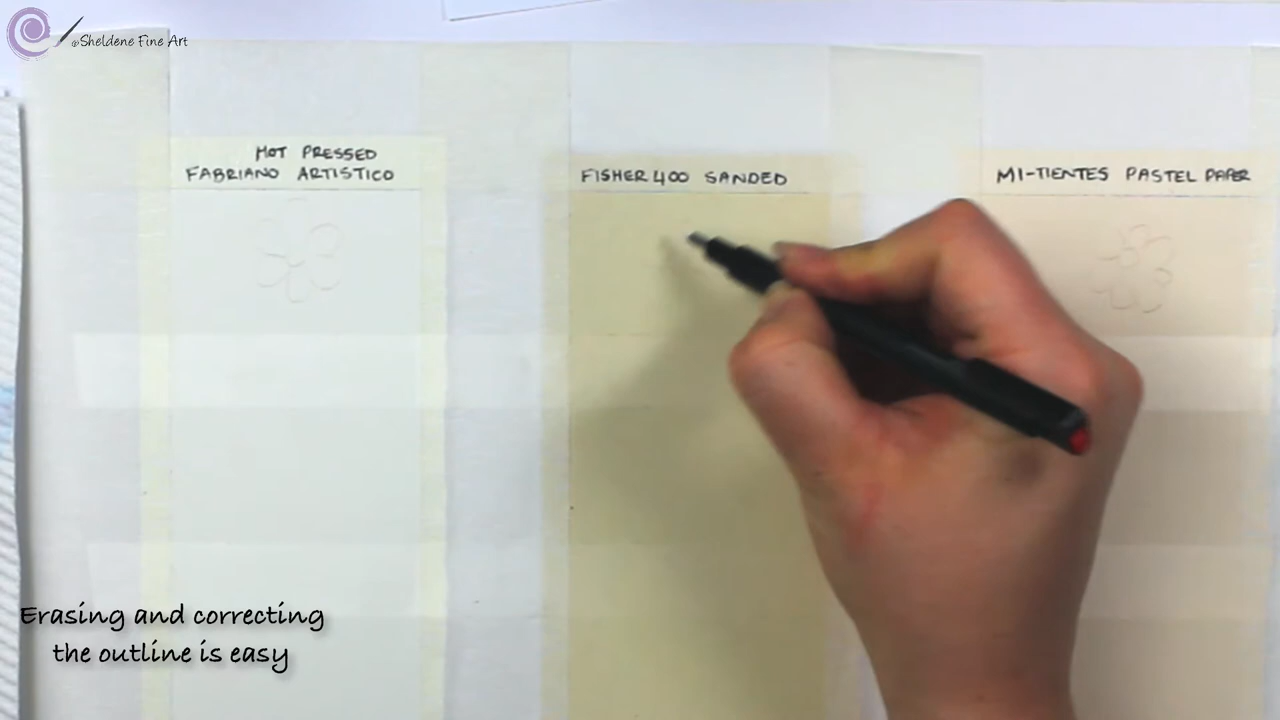 @Sheldene Fine Art
HOT PRESSED
FABRIANO ARTISTICO
FISHER 400 SANDED
MI-TIENTES PASTEL PAPER
Erasing and correcting
the outline is easy